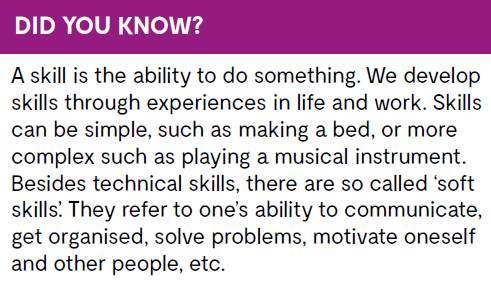 DID YOU KNOW?
A skill is the ability to do something. We develop
skills through experiences in life and work. Skills
can be simple, such as making a bed, or more
complex such as playing a musical instrument.
Besides technical skills, there are so called ‘soft
skills’. They refer to one’s ability to communicate,
get organised, solve problems, motivate oneself
and other people, etc.